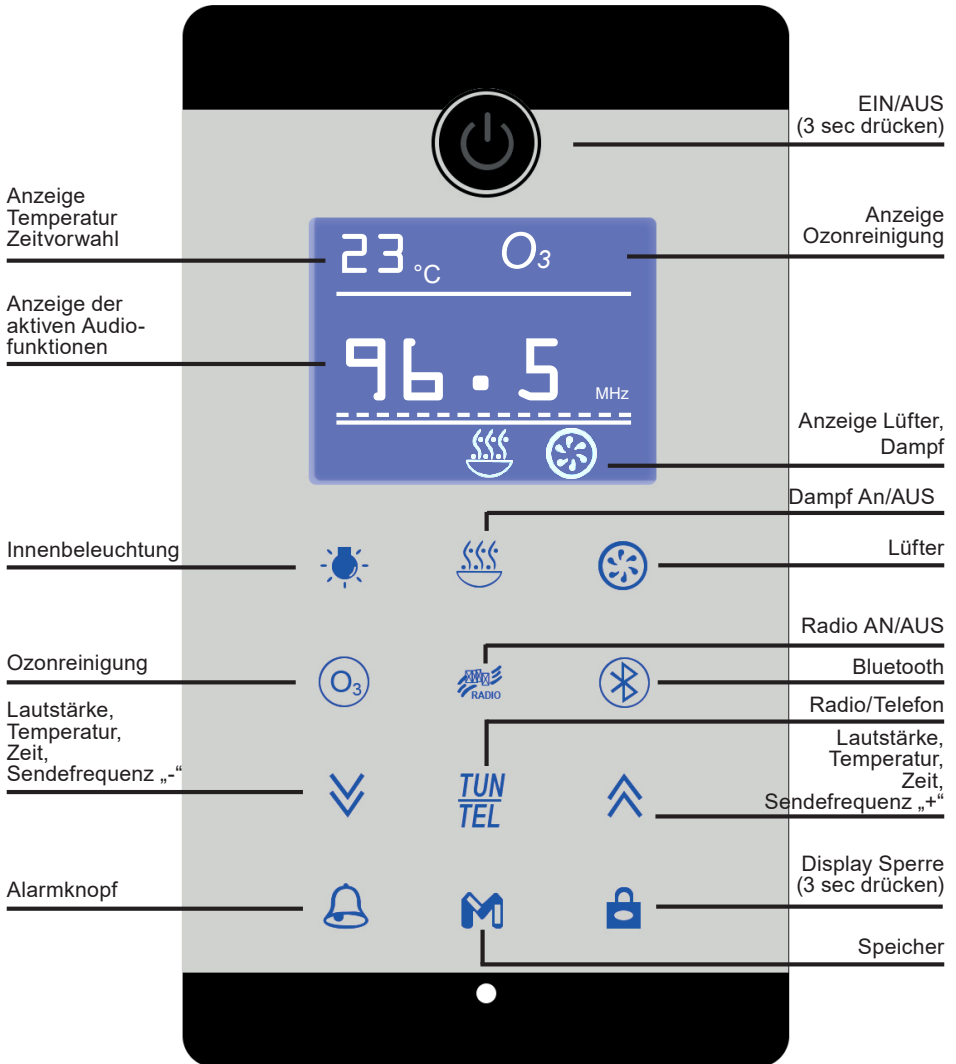 EIN/AUS
(3 sec drücken)
Anzeige
Temperatur
Zeitvorwahl
Anzeige
Ozonreinigung
23 °C O3
Anzeige der
aktiven Audio-
funktionen
96.5 MHz
Anzeige Lüfter,
Dampf
Dampf An/AUS
Innenbeleuchtung
Lüfter
Radio AN/AUS
Ozonreinigung
Bluetooth
O3
RADIO
Radio/Telefon
Lautstärke,
Temperatur,
Zeit,
Sendefrequenz „-“
TUN
TEL
Lautstärke,
Temperatur,
Zeit,
Sendefrequenz „+“
Display Sperre
(3 sec drücken)
Alarmknopf
M
Speicher